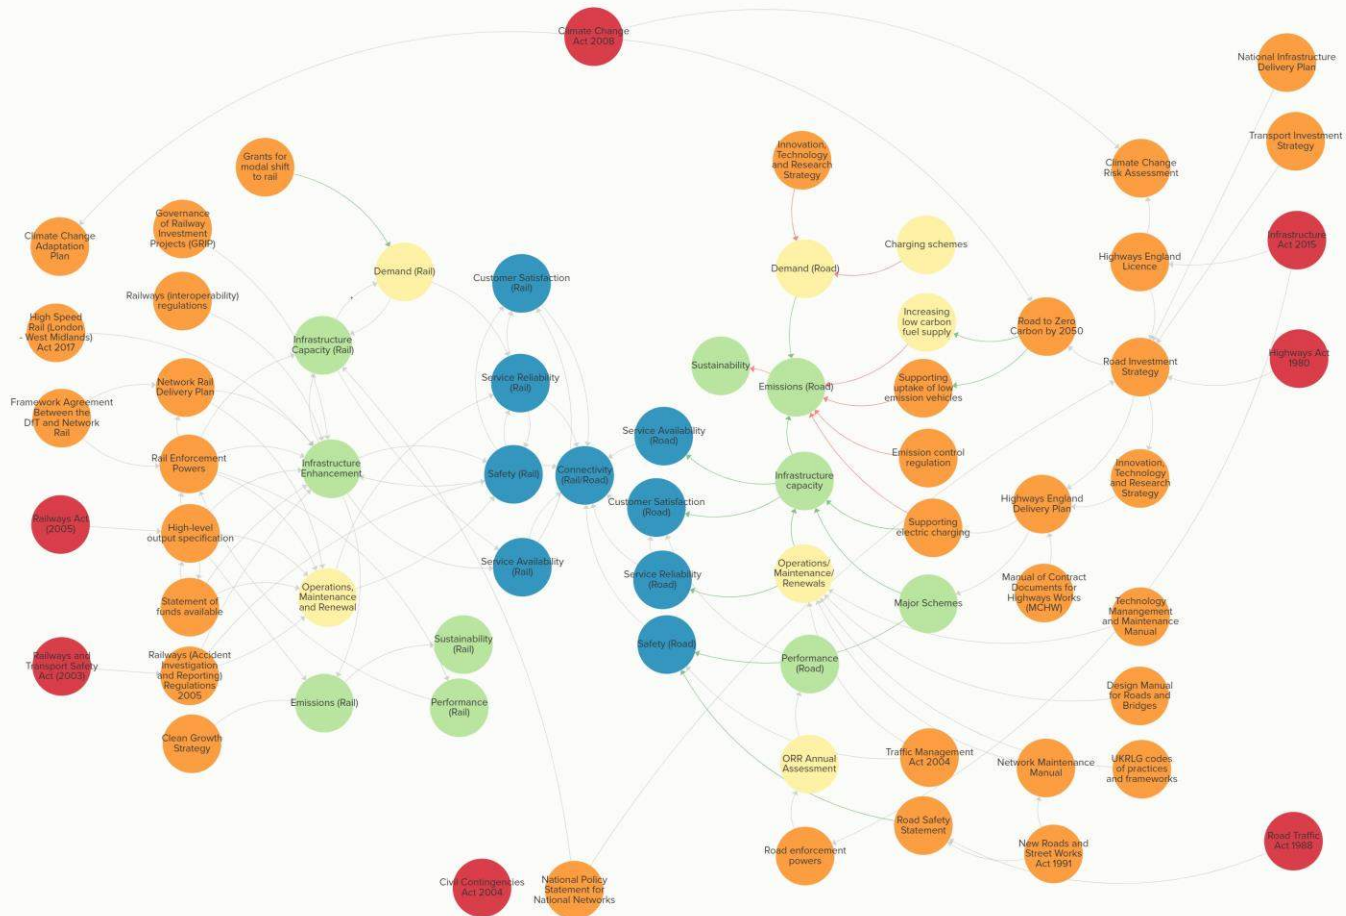 Climate Change
Act 2008
National Infrastructure
Delivery Plan
Transport Investment
Strategy
Innovation,
Technology
and Research
Strategy
Grants for
modal shift
to rail
Climate Change
Risk Assessment
Governance
of Railway
Investment
Projects (GRIP)
Climate Change
Adaptation
Plan
Charging schemes
Infrastructure
Act 2015
Highways England
Licence
Demand (Rail)
Demand (Road)
Customer Satisfaction
(Rail)
Railways (interoperability)
regulations
High Speed
Rail (London
- West Midlands)
Act 2017
Infrastructure
Capacity (Rail)
Increasing
low carbon
fuel supply
Road to Zero
Carbon by 2050
Highways Act
1980
Road Investment
Strategy
Sustainability
Emissions (Road)
Supporting
uptake of low
emission vehicles
Service Reliability
(Rail)
Network Rail
Delivery Plan
Framework Agreement
Between the
DfT and Network
Rail
Service Availability
(Road)
Emission control
regulation
Rail Enforcement
Powers
Infrastructure
Enhancement
Safety (Rail)
Connectivity
(Rail/Road)
Infrastructure
capacity
Innovation,
Technology
and Research
Strategy
Customer Satisfaction
(Road)
Highways England
Delivery Plan
Supporting
electric charging
Railways Act
(2005)
High-level
output specification
Service Availability
(Rail)
Service Reliability
(Road)
Operations/
Maintenance/
Renewals
Manual of Contract
Documents for
Highways Works
(MCHW)
Operations,
Maintenance
and Renewal
Statement of
funds available
Major Schemes
Technology
Manangement
and Maintenance
Manual
Sustainability
(Rail)
Safety (Road)
Performance
(Road)
Railways and
Transport Safety
Act (2003)
Railways (Accident
Investigation
and Reporting)
Regulations
2005
Emissions (Rail)
Performance
(Rail)
Design Manual
for Roads and
Bridges
Clean Growth
Strategy
ORR Annual
Assessment
Traffic Management
Act 2004
Network Maintenance
Manual
UKRLG codes
of practices
and frameworks
Road Safety
Statement
Road enforcement
powers
New Roads and
Street Works
Act 1991
Road Traffic
Act 1988
Civil Contingencies
Act 2004
National Policy
Statement for
National Networks